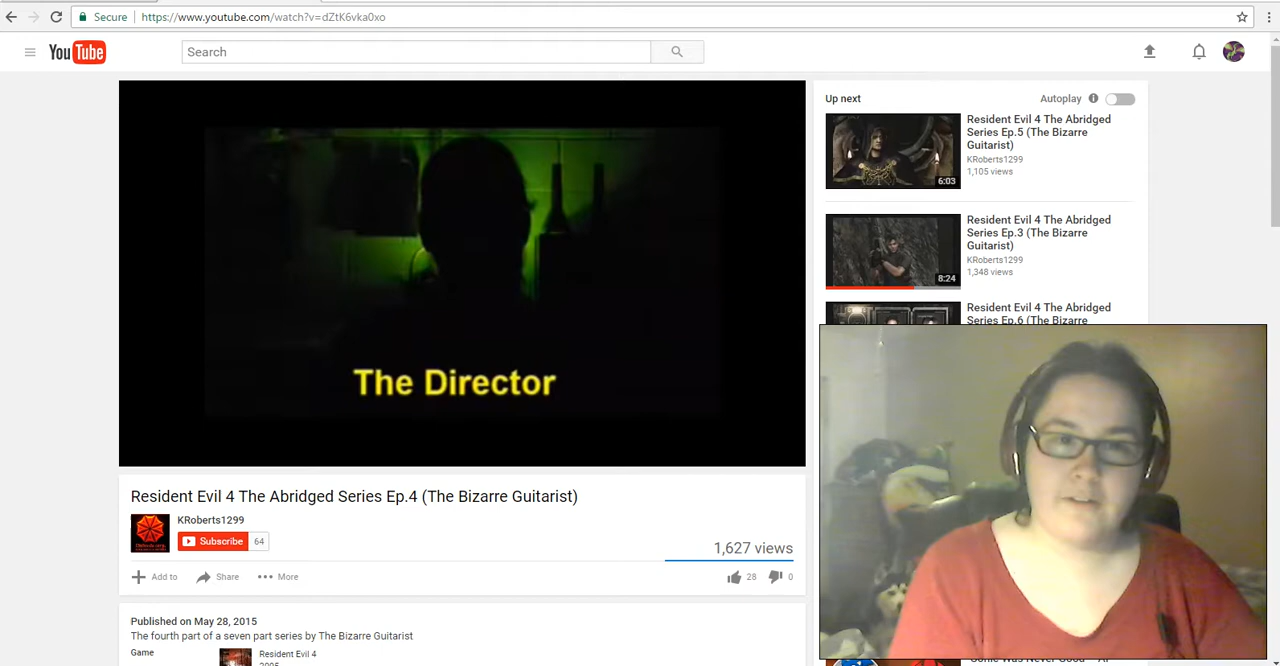 Secure
https://www.youtube.com/watch?v=dZtK6vka0xo
YouTube
Search
The Director
Resident Evil 4 The Abridged Series Ep.4 (The Bizarre Guitarist)
KRoberts1299
Subscribe 64
1,627 views
Add to Share More
28 0
Published on May 28, 2015
The fourth part of a seven part series by The Bizarre Guitarist
Game
Resident Evil 4
2005
Up next
Autoplay
Resident Evil 4 The Abridged
Series Ep.5 (The Bizarre
Guitarist)
KRoberts1299
1,105 views
6:03
Resident Evil 4 The Abridged
Series Ep.3 (The Bizarre
Guitarist)
KRoberts1299
1,348 views
8:24
Resident Evil 4 The Abridged
Series Ep.6 (The Bizarre